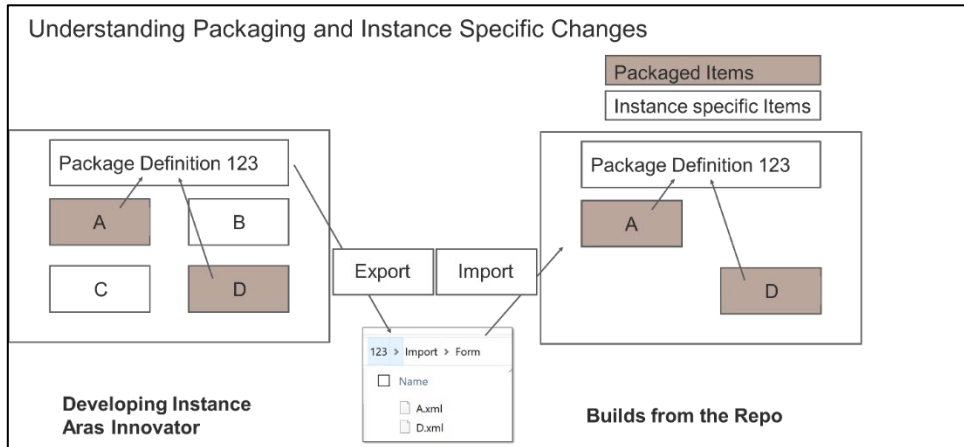 Understanding Packaging and Instance Specific Changes
Packaged Items
Instance specific Items
Package Definition 123
A
B
C
D
Export
Import
123 > Import > Form
Name
A.xml
D.xml
Package Definition 123
A
D
Developing Instance
Aras Innovator
Builds from the Repo